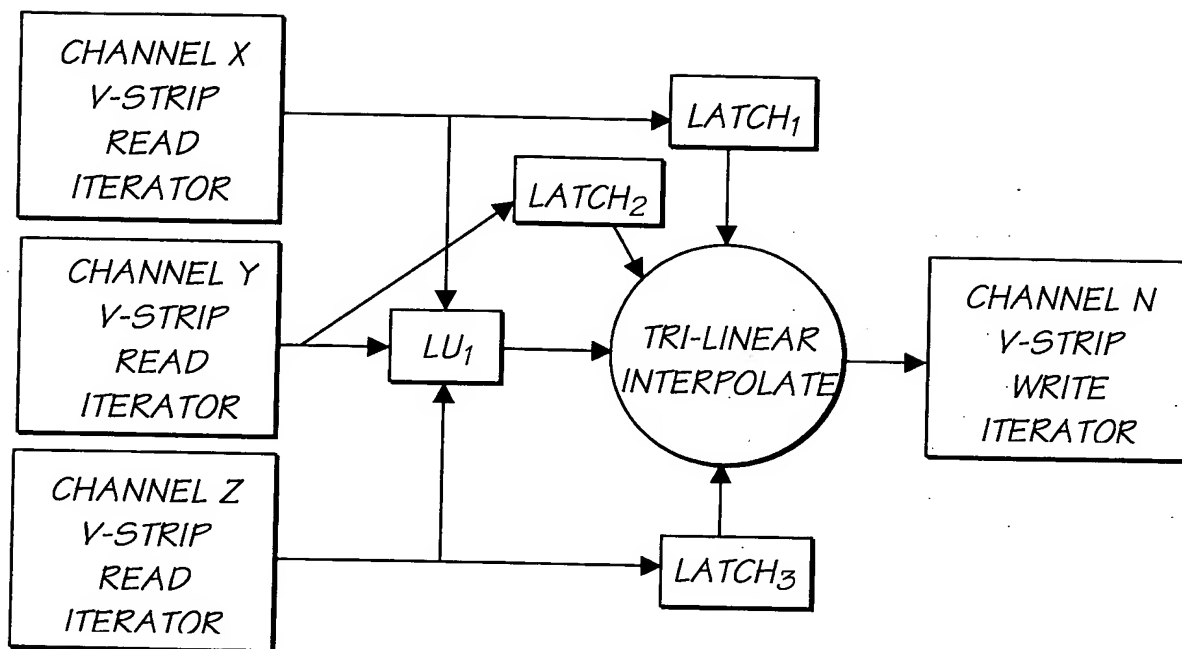 CHANNEL X
V-STRIP
READ
ITERATOR
LATCH₁
LATCH₂
CHANNEL Y
V-STRIP
READ
ITERATOR
LU₁
TRI-LINEAR
INTERPOLATE
CHANNEL N
V-STRIP
WRITE
ITERATOR
CHANNEL Z
V-STRIP
READ
ITERATOR
LATCH₃